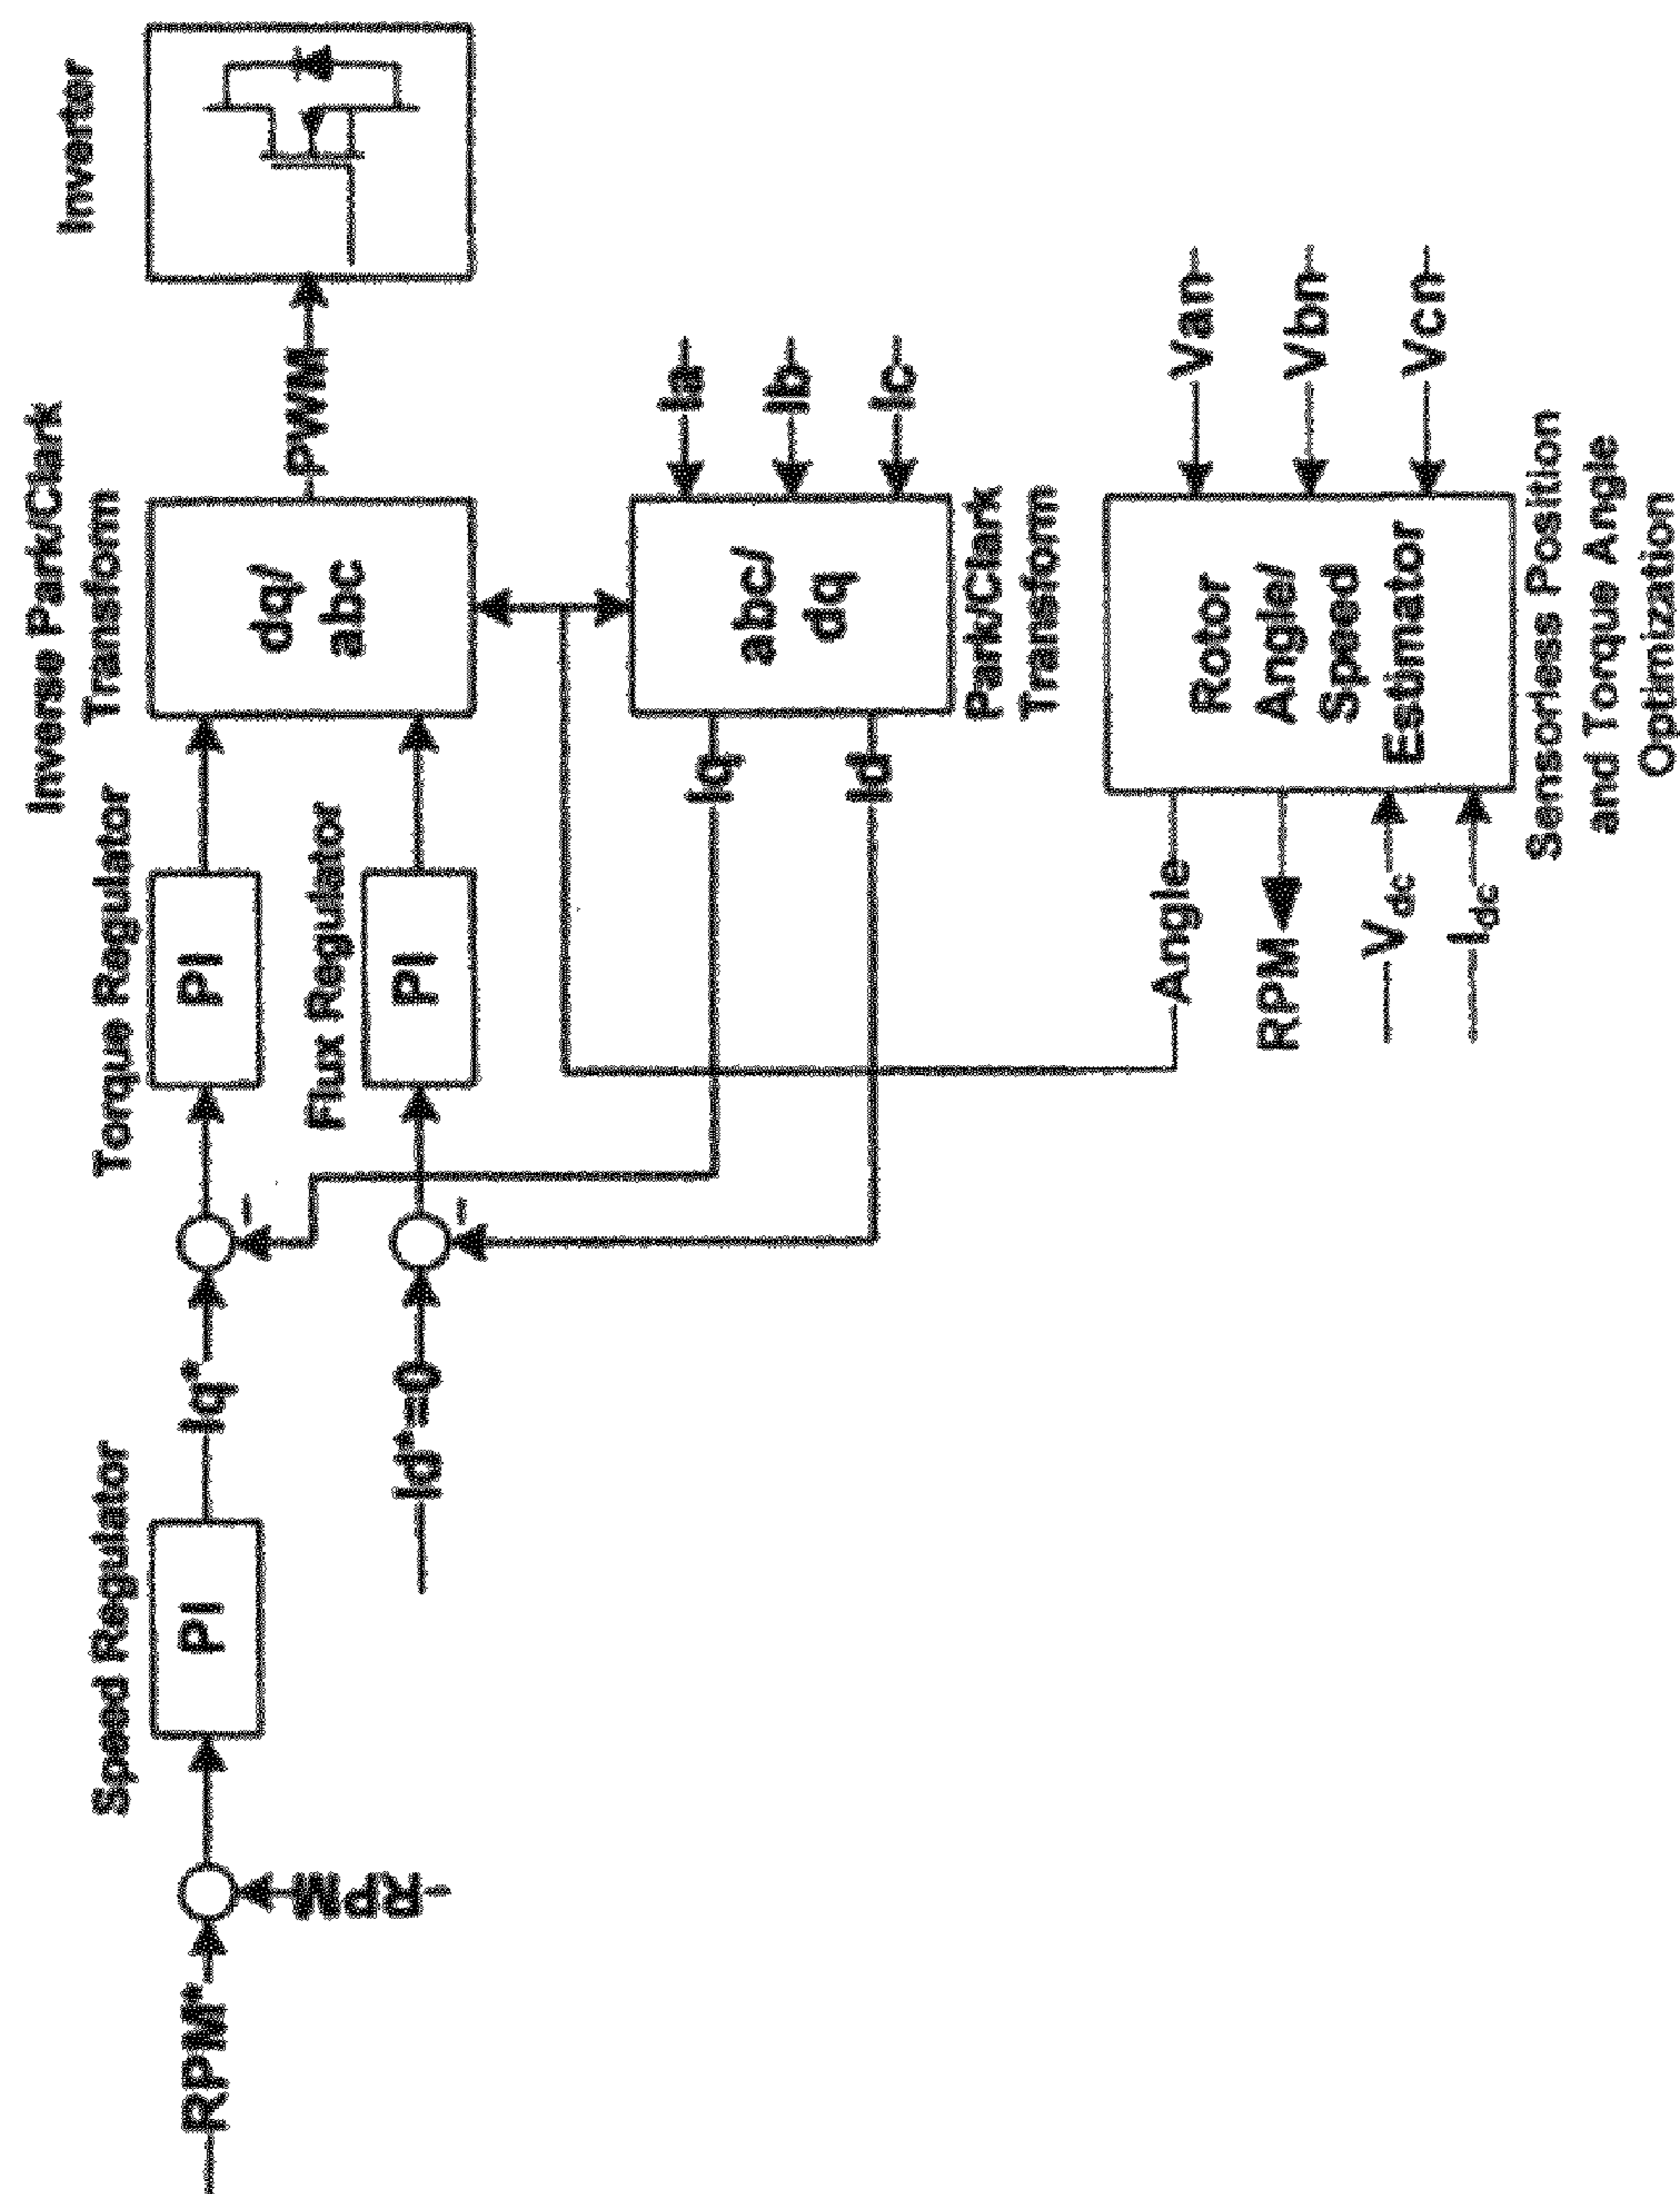 Inverse Park/Clark
Transform
Inverter
Speed Regulator
Torque Regulator
RPM*
PI
Iq*
PI
dq/
abc
PWM
-RPM
-
Flux Regulator
Id*=0
PI
-
Iq
Id
abc/
dq
Ia
Ib
Ic
Park/Clark
Transform
Angle
RPM
Vdc
Idc
Rotor
Angle/
Speed
Estimator
Van
Vbn
Vcn
Sensorless Position
and Torque Angle
Optimization